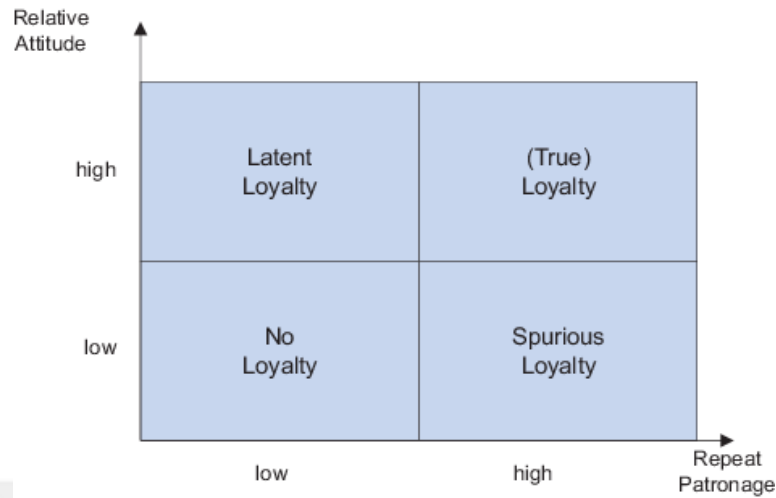 Relative
Attitude
high
Latent
Loyalty
(True)
Loyalty
low
No
Loyalty
Spurious
Loyalty
low
high
Repeat
Patronage